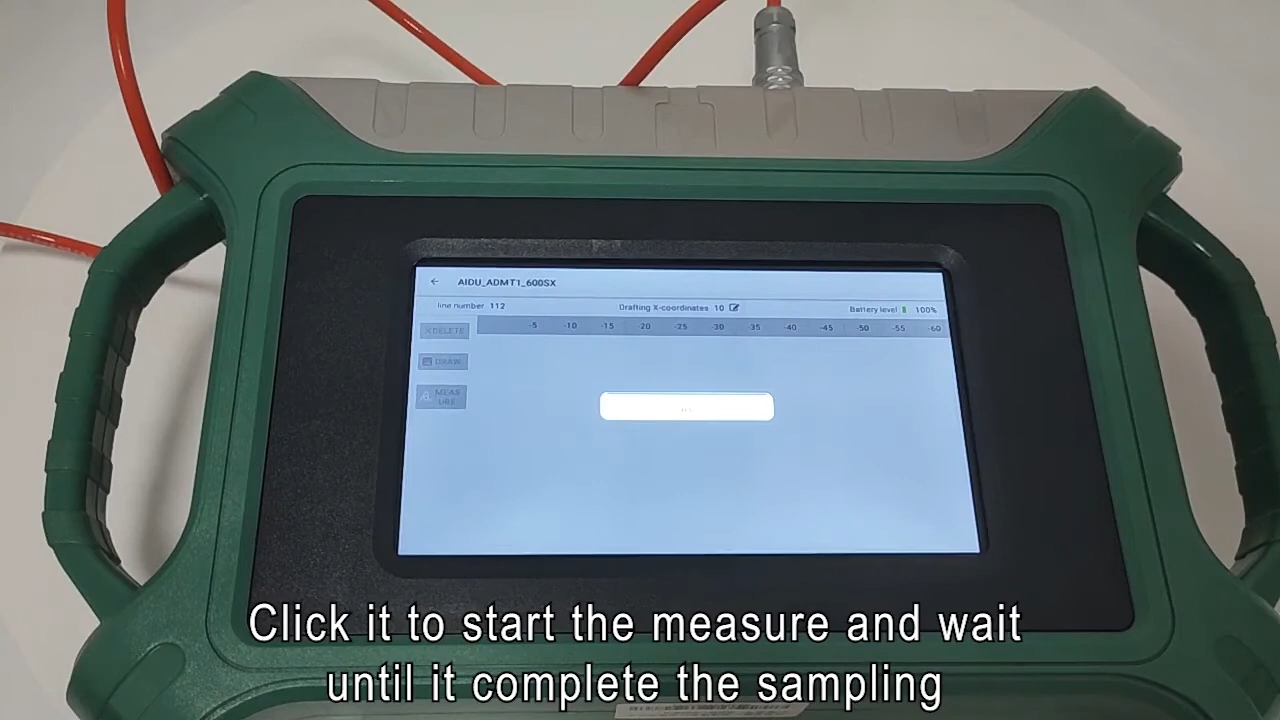 ← AIDU_ADMT1_600SX
line number 112 Drafting X-coordinates 10 Battery level 100%
-5 -10 -15 -20 -25 -30 -35 -40 -45 -50 -55 -60
X DELETE
DRAW
MEAS
URE
Click it to start the measure and wait
until it complete the sampling